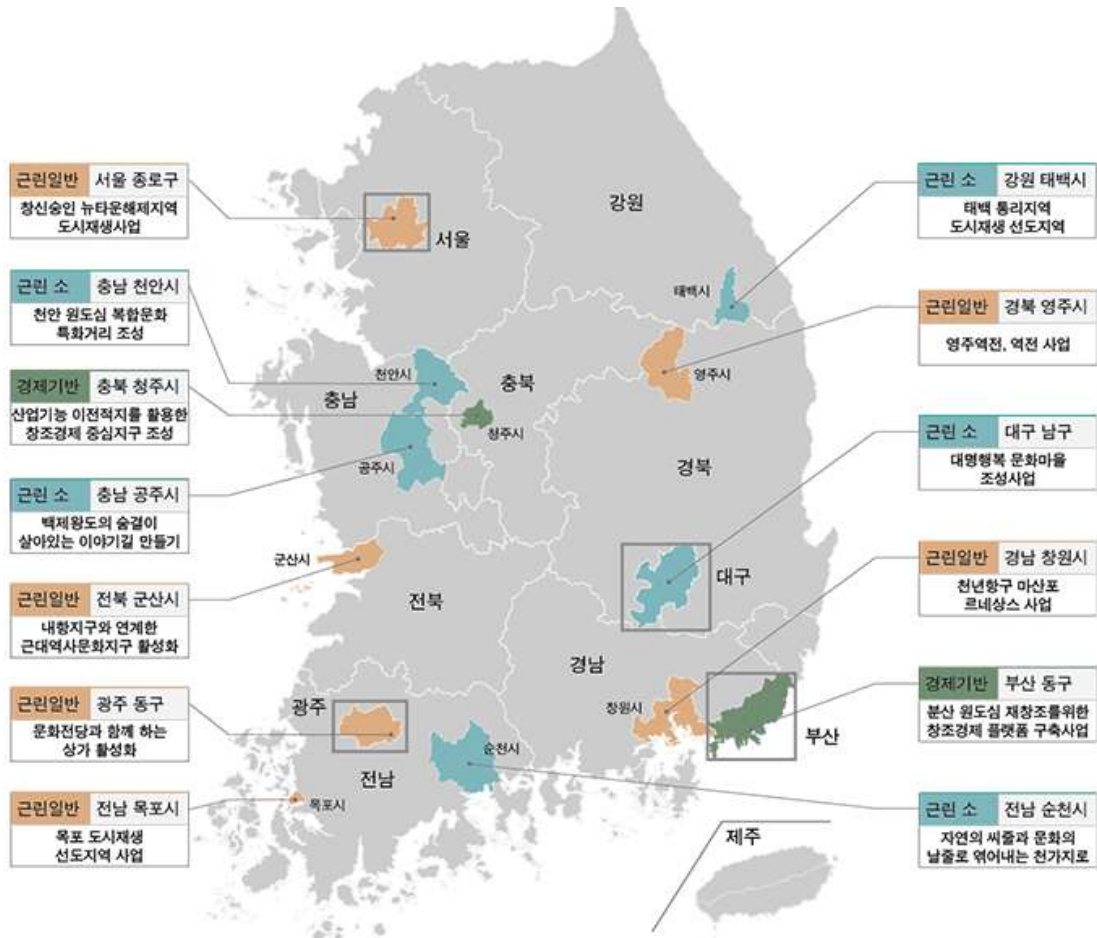 근린일반 서울 종로구
창신숭인 뉴타운해제지역
도시재생사업
근린 소 충남 천안시
천안 원도심 복합문화
특화거리 조성
경제기반 충북 청주시
산업기능 이전적지를 활용한
창조경제 중심지구 조성
근린 소 충남 공주시
백제왕도의 숨결이
살아있는 이야기길 만들기
근린일반 전북 군산시
내항지구와 연계한
근대역사문화지구 활성화
근린일반 광주 동구
문화전당과 함께 하는
상가 활성화
근린일반 전남 목포시
목포 도시재생
선도지역 사업
강원
서울
태백시
천안시
충북
영주시
충남
청주시
공주시
경북
군산시
대구
전북
경남
광주
창원시
부산
순천시
전남
목포시
제주
근린 소 강원 태백시
태백 통리지역
도시재생 선도지역
근린일반 경북 영주시
영주역전, 역전 사업
근린 소 대구 남구
대명행복 문화마을
조성사업
근린일반 경남 창원시
천년항구 마산포
르네상스 사업
경제기반 부산 동구
분산 원도심 재창조를위한
창조경제 플랫폼 구축사업
근린 소 전남 순천시
자연의 씨줄과 문화의
날줄로 엮어내는 천가지로